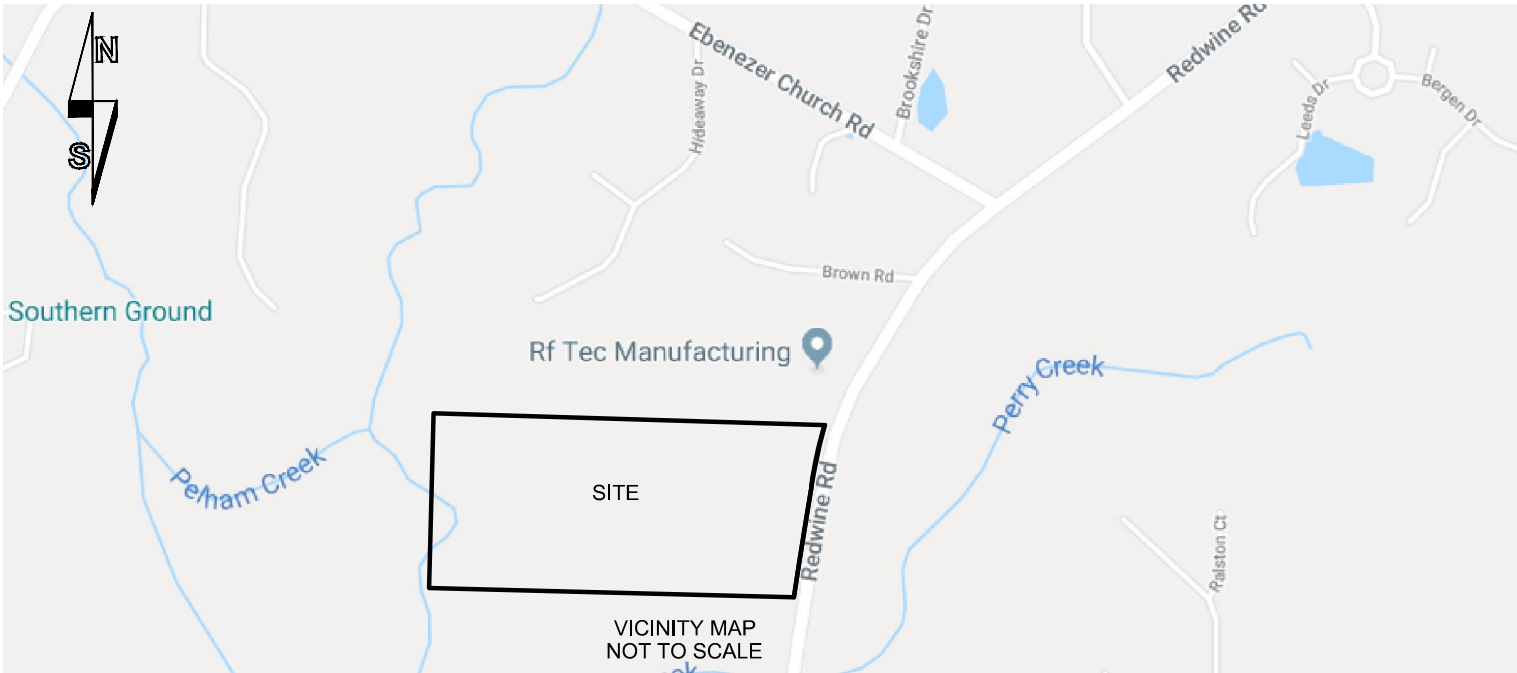 N
S
Ebenezer Church Rd
Hideaway Dr
Brookshire Dr
Redwine Rd
Leeds Dr
Bergen Dr
Brown Rd
Southern Ground
Rf Tec Manufacturing
Perry Creek
Pelham Creek
SITE
Redwine Rd
Ralston Ct
VICINITY MAP
NOT TO SCALE